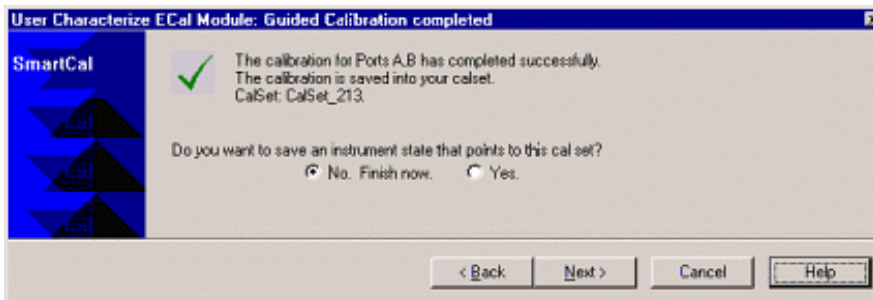 User Characterize ECal Module: Guided Calibration completed
SmartCal
The calibration for Ports A,B has completed successfully.
The calibration is saved into your calset.
CalSet: CalSet_213.
Do you want to save an instrument state that points to this cal set?
No. Finish now. Yes.
< Back Next > Cancel Help